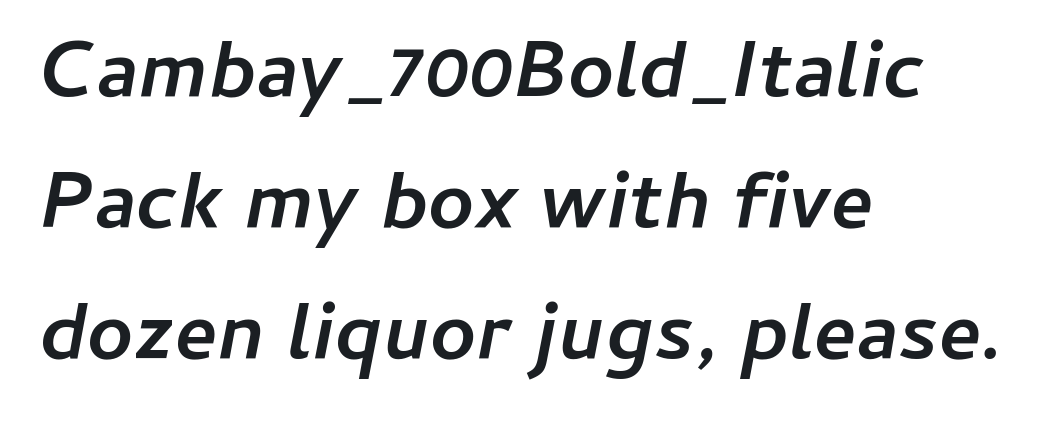 Cambay_700Bold_Italic
Pack my box with five
dozen liquor jugs, please.